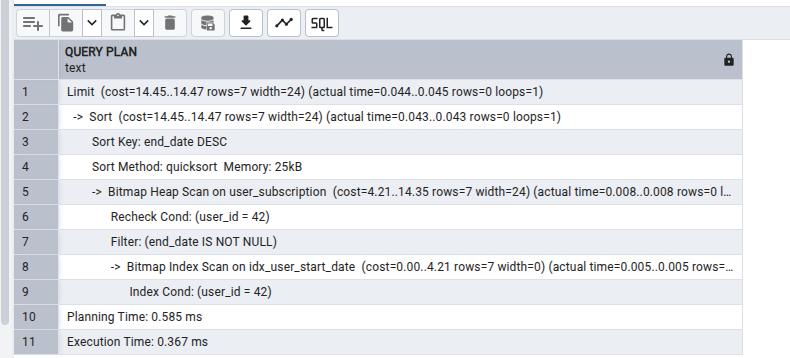 SQL
QUERY PLAN
text
1 Limit (cost=14.45..14.47 rows=7 width=24) (actual time=0.044..0.045 rows=0 loops=1)
2 -> Sort (cost=14.45..14.47 rows=7 width=24) (actual time=0.043..0.043 rows=0 loops=1)
3 Sort Key: end_date DESC
4 Sort Method: quicksort Memory: 25kB
5 -> Bitmap Heap Scan on user_subscription (cost=4.21..14.35 rows=7 width=24) (actual time=0.008..0.008 rows=0 l...
6 Recheck Cond: (user_id = 42)
7 Filter: (end_date IS NOT NULL)
8 -> Bitmap Index Scan on idx_user_start_date (cost=0.00..4.21 rows=7 width=0) (actual time=0.005..0.005 rows=...
9 Index Cond: (user_id = 42)
10 Planning Time: 0.585 ms
11 Execution Time: 0.367 ms